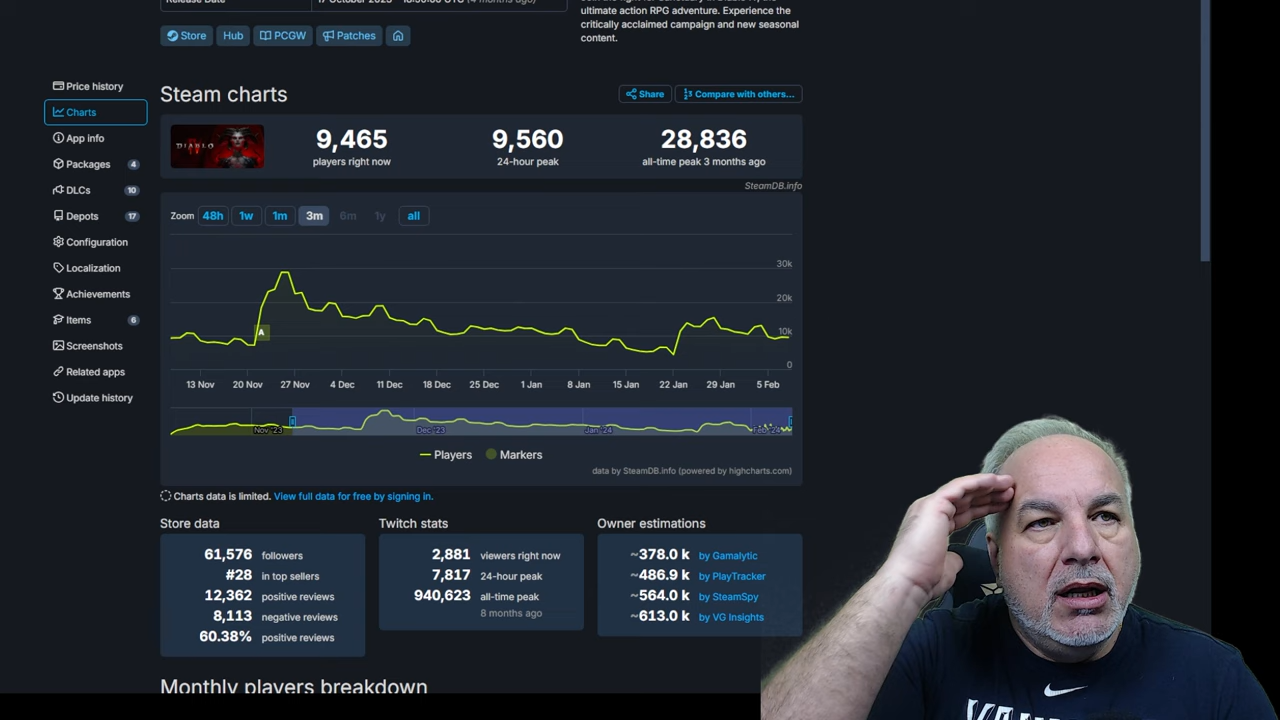 ultimate action RPG adventure. Experience the
critically acclaimed campaign and new seasonal
content.
Store
Hub
PCGW
Patches
Price history
Charts
App info
Packages 4
DLCs 10
Depots 17
Configuration
Localization
Achievements
Items 6
Screenshots
Related apps
Update history
Steam charts
Share
Compare with others...
DIABLO
9,465
players right now
9,560
24-hour peak
28,836
all-time peak 3 months ago
SteamDB.info
Zoom 48h 1w 1m 3m 6m 1y all
30k
20k
10k
0
A
13 Nov 20 Nov 27 Nov 4 Dec 11 Dec 18 Dec 25 Dec 1 Jan 8 Jan 15 Jan 22 Jan 29 Jan 5 Feb
Nov '23 Dec '23 Jan '24 Feb '24
Players Markers
data by SteamDB.info (powered by highcharts.com)
Charts data is limited. View full data for free by signing in.
Store data
61,576 followers
#28 in top sellers
12,362 positive reviews
8,113 negative reviews
60.38% positive reviews
Twitch stats
2,881 viewers right now
7,817 24-hour peak
940,623 all-time peak
8 months ago
Owner estimations
~378.0 k by Gamalytic
~486.9 k by PlayTracker
~564.0 k by SteamSpy
~613.0 k by VG Insights
Monthly players breakdown